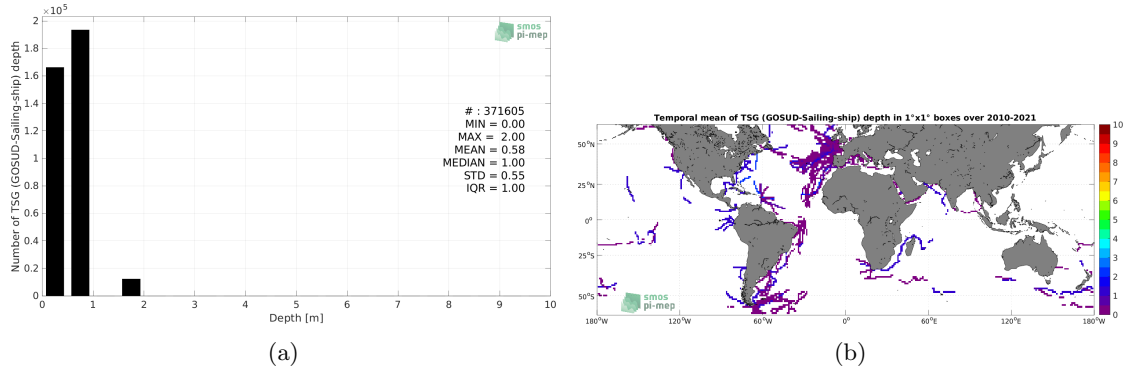 ×10⁵
2
1.8
1.6
1.4
1.2
1
0.8
0.6
0.4
0.2
0
Number of TSG (GOSUD-Sailing-ship) depth
smos
pi-mep
# : 371605
MIN = 0.00
MAX = 2.00
MEAN = 0.58
MEDIAN = 1.00
STD = 0.55
IQR = 1.00
0 1 2 3 4 5 6 7 8 9 10
Depth [m]
(a)
Temporal mean of TSG (GOSUD-Sailing-ship) depth in 1°x1° boxes over 2010-2021
50°N
25°N
0°
25°S
50°S
smos
pi-mep
180°W 120°W 60°W 0° 60°E 120°E 180°W
10
9
8
7
6
5
4
3
2
1
0
(b)